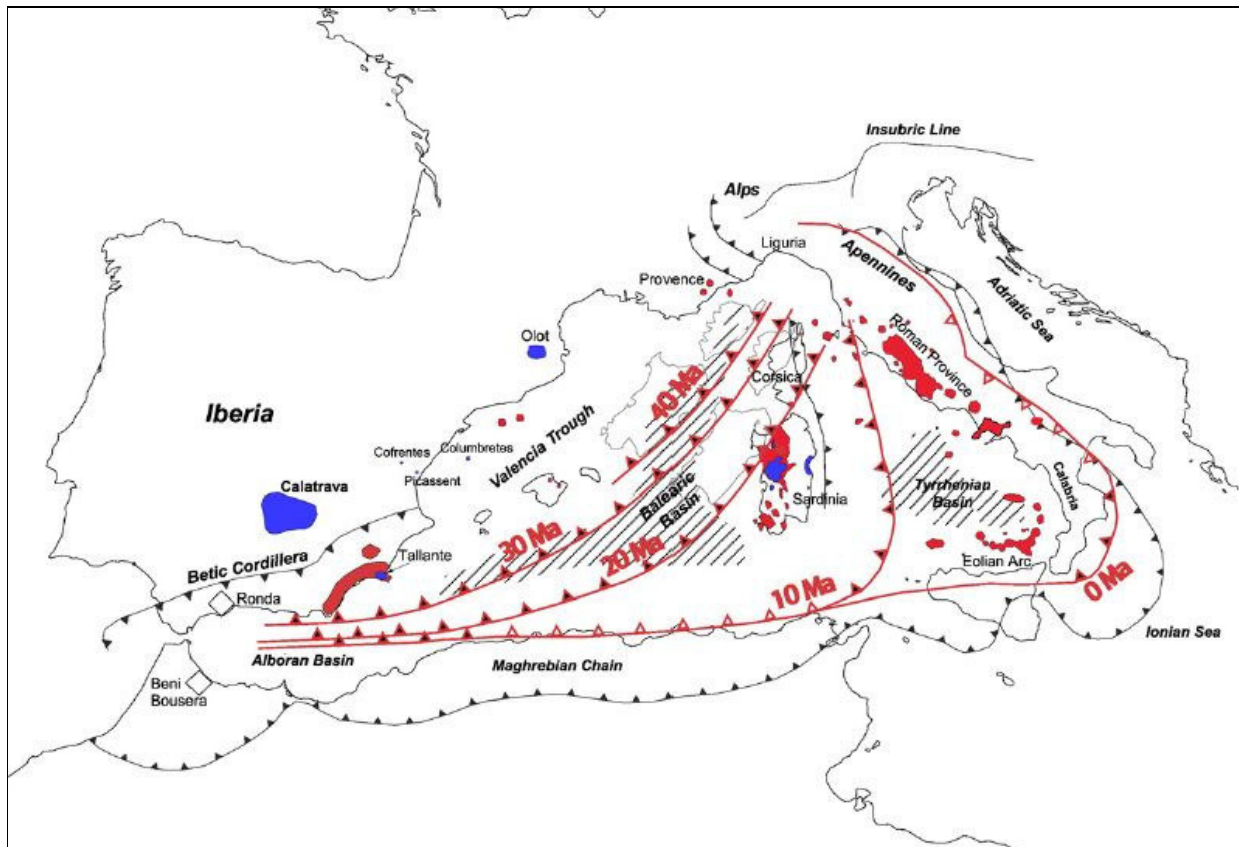 Insubric Line
Alps
Liguria
Apennines
Adriatic Sea
Provence
Roman Province
Olot
Corsica
40 Ma
Iberia
Valencia Trough
Cofrentes
Columbretes
Picassent
Calatrava
Balearic
Basin
Sardinia
Tyrrhenian
Basin
Calabria
30 Ma
20 Ma
Tallante
Betic Cordillera
Eolian Arc.
10 Ma
0 Ma
Ronda
Ionian Sea
Alboran Basin
Maghrebian Chain
Beni
Bousera